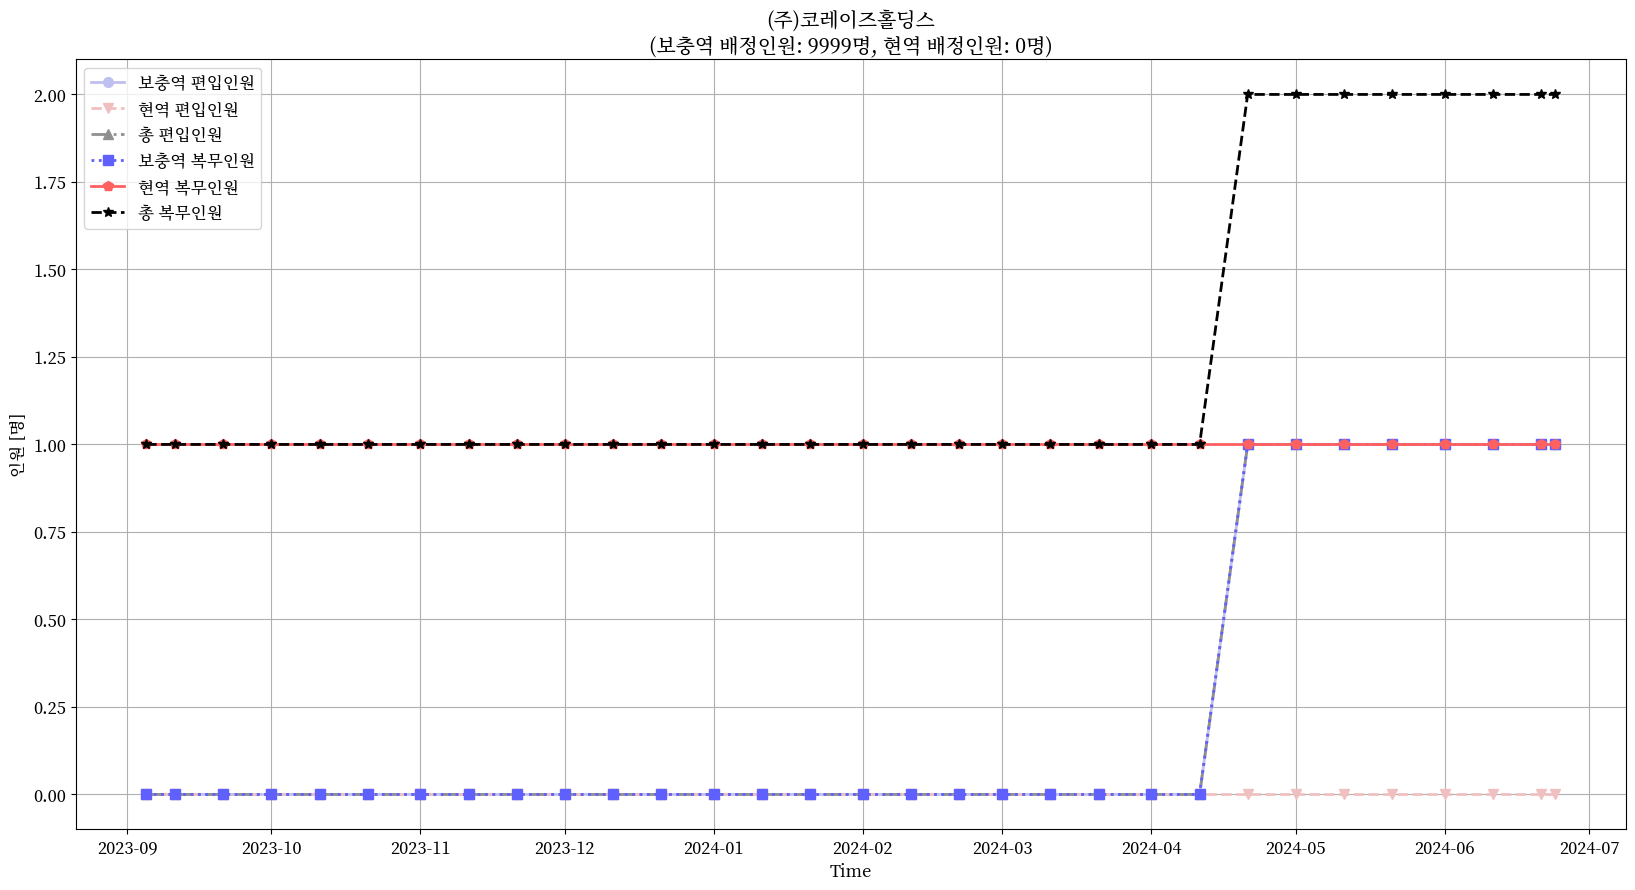 (주)코레이즈홀딩스
(보충역 배정인원: 9999명, 현역 배정인원: 0명)
보충역 편입인원
현역 편입인원
총 편입인원
보충역 복무인원
현역 복무인원
총 복무인원
2.00
1.75
1.50
1.25
1.00
0.75
0.50
0.25
0.00
인원 [명]
2023-09 2023-10 2023-11 2023-12 2024-01 2024-02 2024-03 2024-04 2024-05 2024-06 2024-07
Time